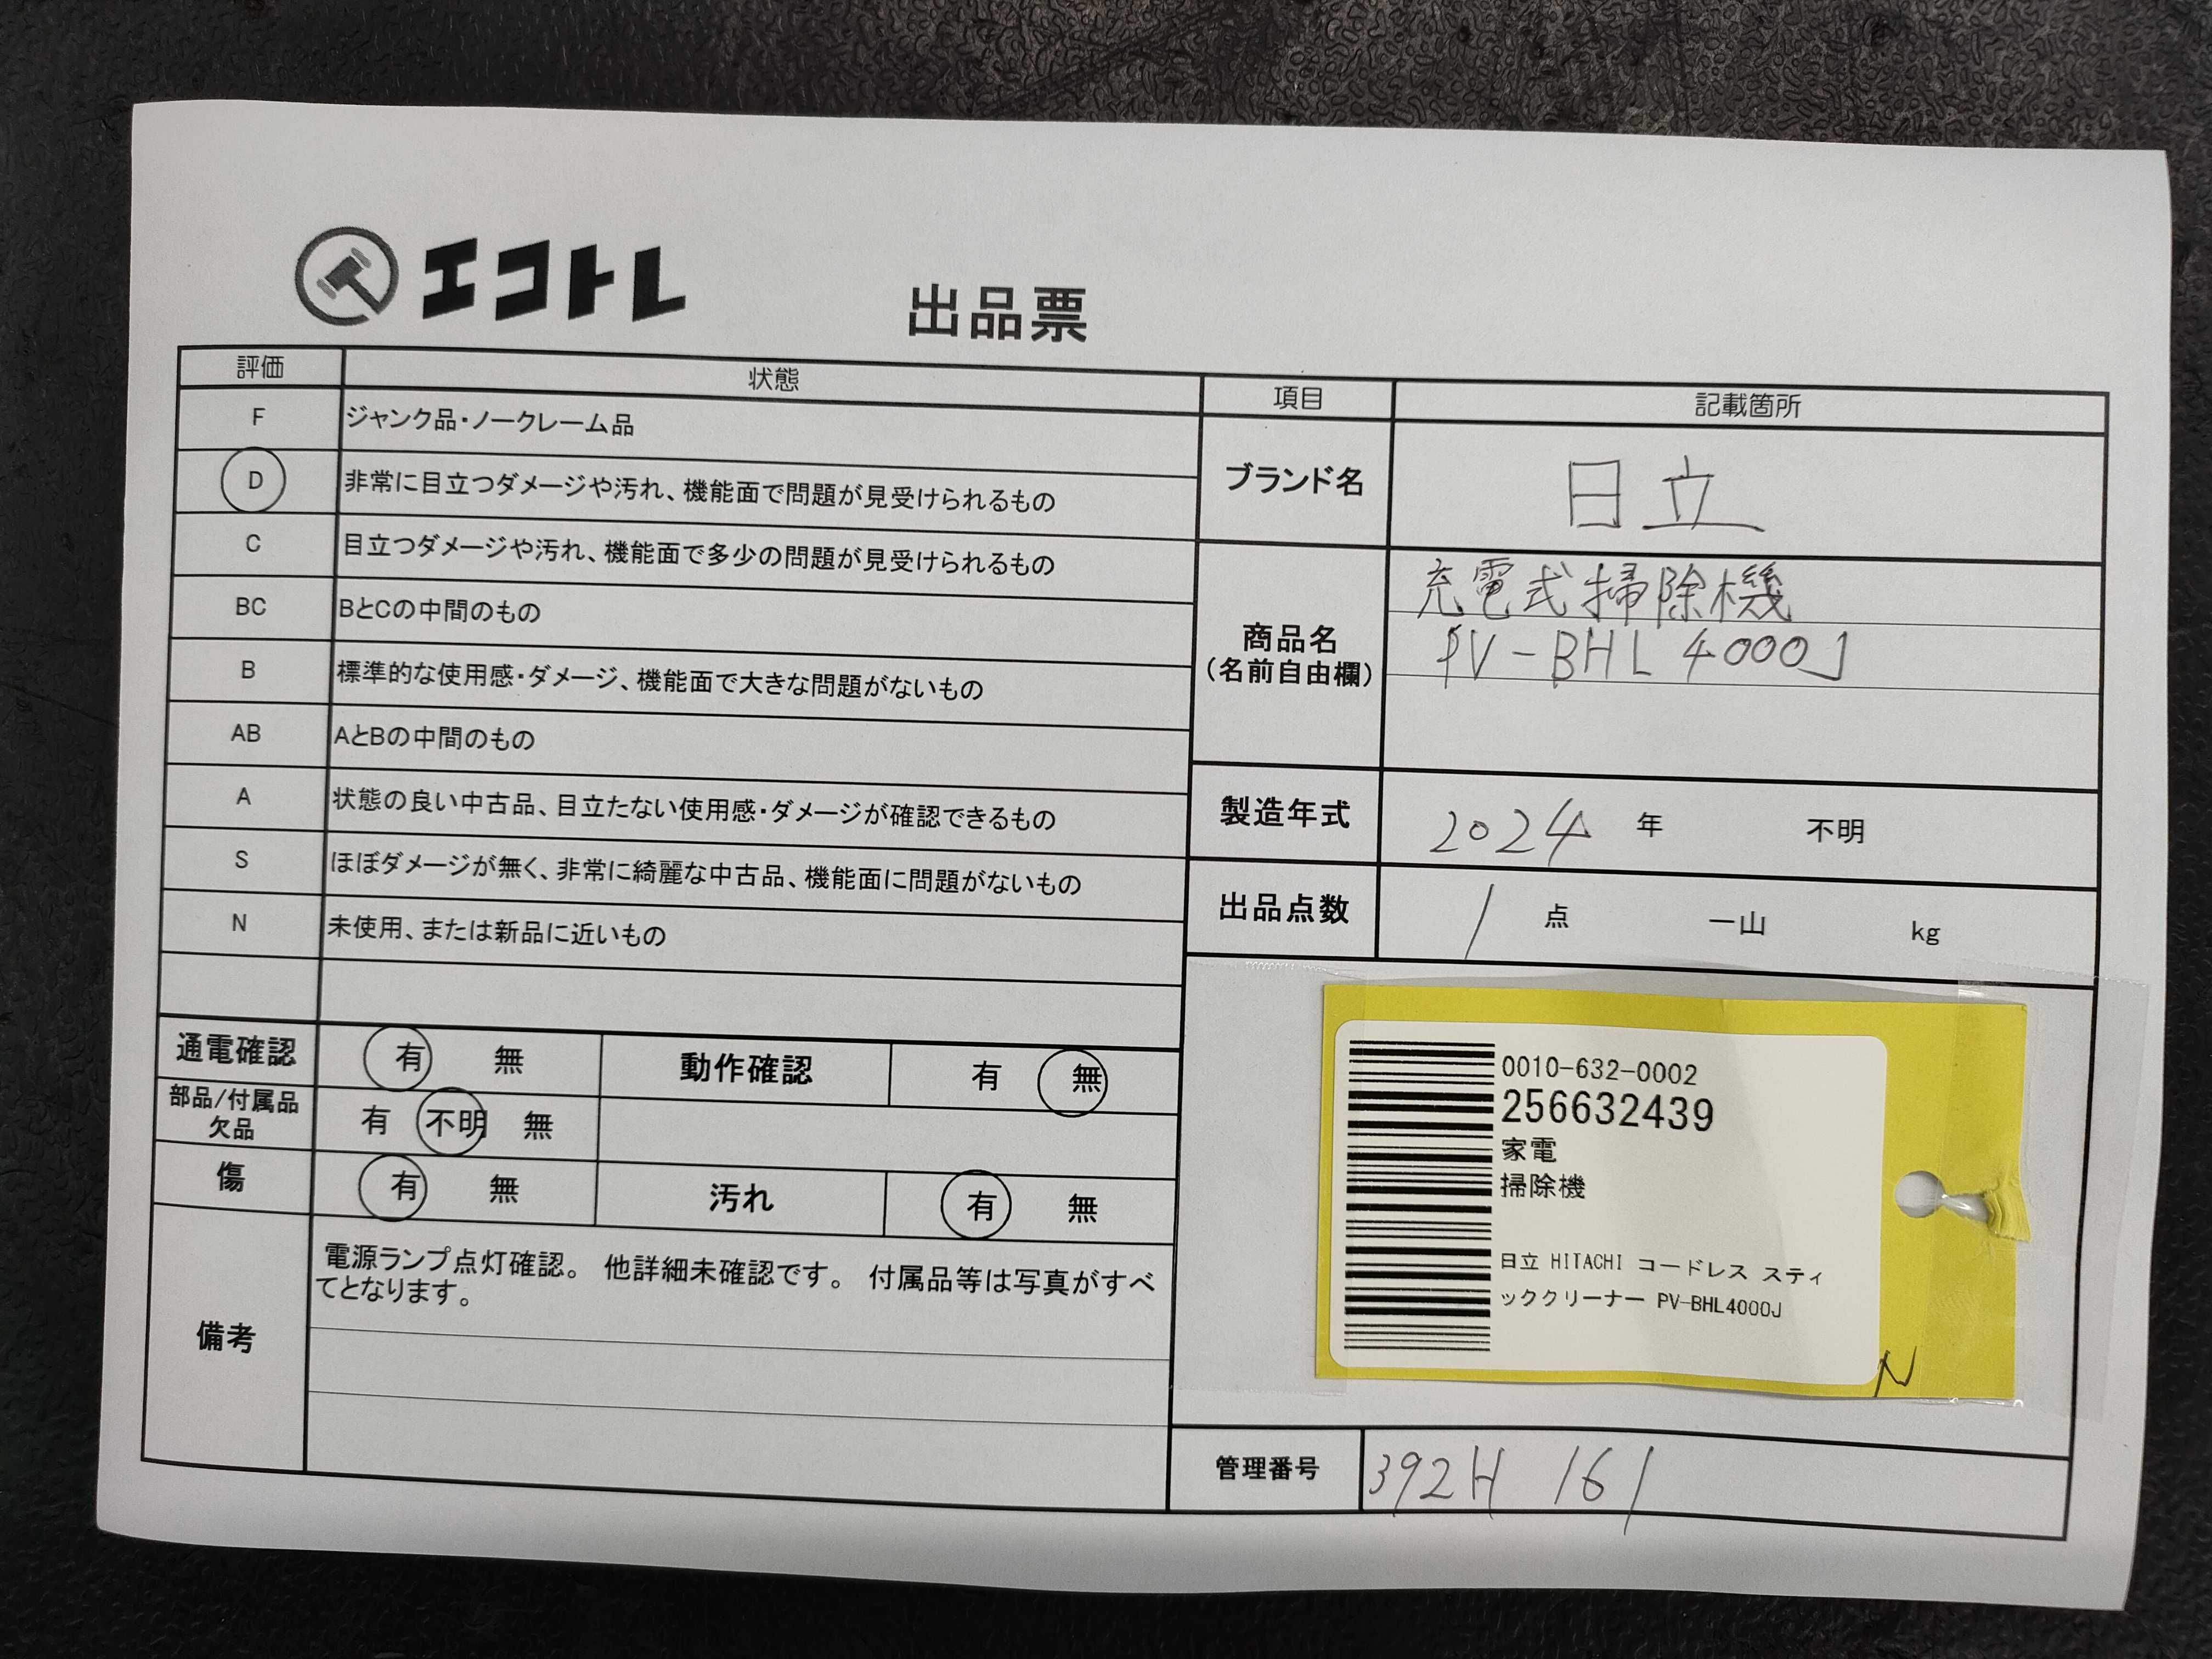 エコトレ
出品票
評価 状態
F ジャンク品・ノークレーム品
D 非常に目立つダメージや汚れ、機能面で問題が見受けられるもの
C 目立つダメージや汚れ、機能面で多少の問題が見受けられるもの
BC BとCの中間のもの
B 標準的な使用感・ダメージ、機能面で大きな問題がないもの
AB AとBの中間のもの
A 状態の良い中古品、目立たない使用感・ダメージが確認できるもの
S ほぼダメージが無く、非常に綺麗な中古品、機能面に問題がないもの
N 未使用、または新品に近いもの
通電確認 有 無 動作確認 有 無
部品/付属品
欠品 有 不明 無
傷 有 無 汚れ 有 無
備考
電源ランプ点灯確認。 他詳細未確認です。 付属品等は写真がすべ
てとなります。
項目 記載箇所
ブランド名 日立
商品名
(名前自由欄)
充電式掃除機
PV-BHL4000J
製造年式 2024 年 不明
出品点数 1 点 一山 kg
0010-632-0002
256632439
家電
掃除機
日立 HITACHI コードレス スティ
ッククリーナー PV-BHL4000J
N
管理番号 392H 161